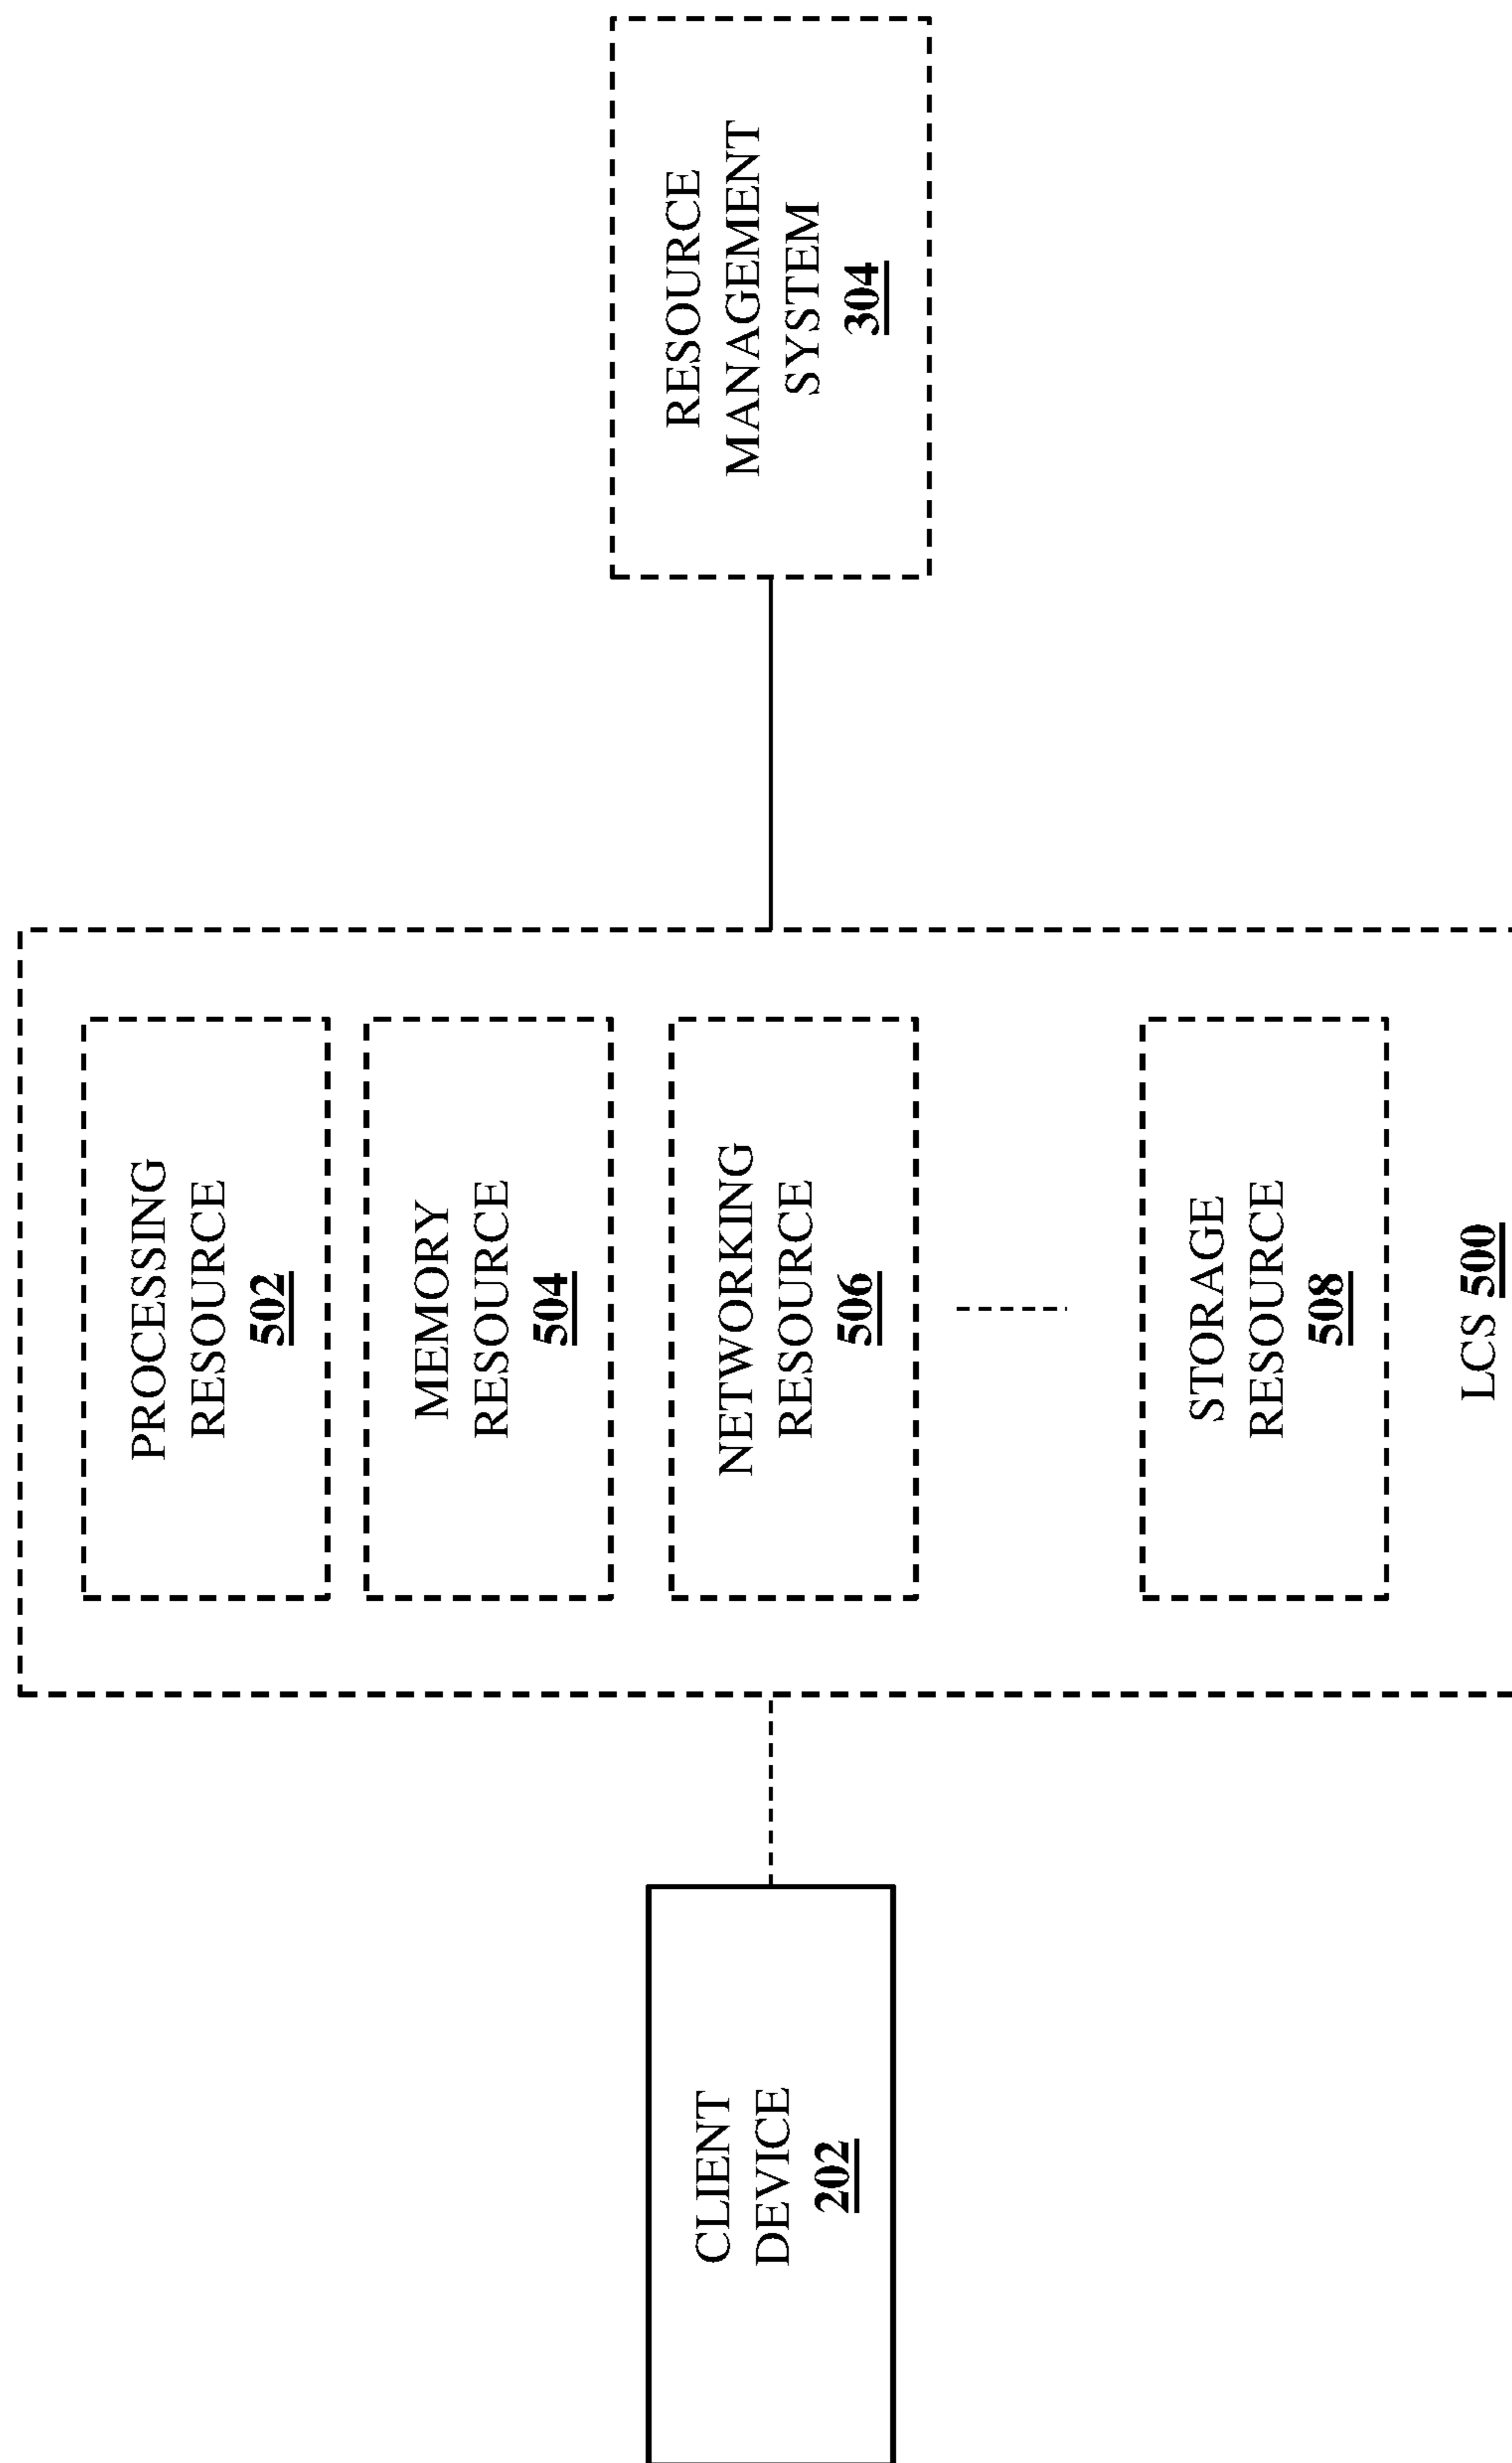 CLIENT
DEVICE
202
PROCESSING
RESOURCE
502
MEMORY
RESOURCE
504
NETWORKING
RESOURCE
506
STORAGE
RESOURCE
508
LCS 500
RESOURCE
MANAGEMENT
SYSTEM
304